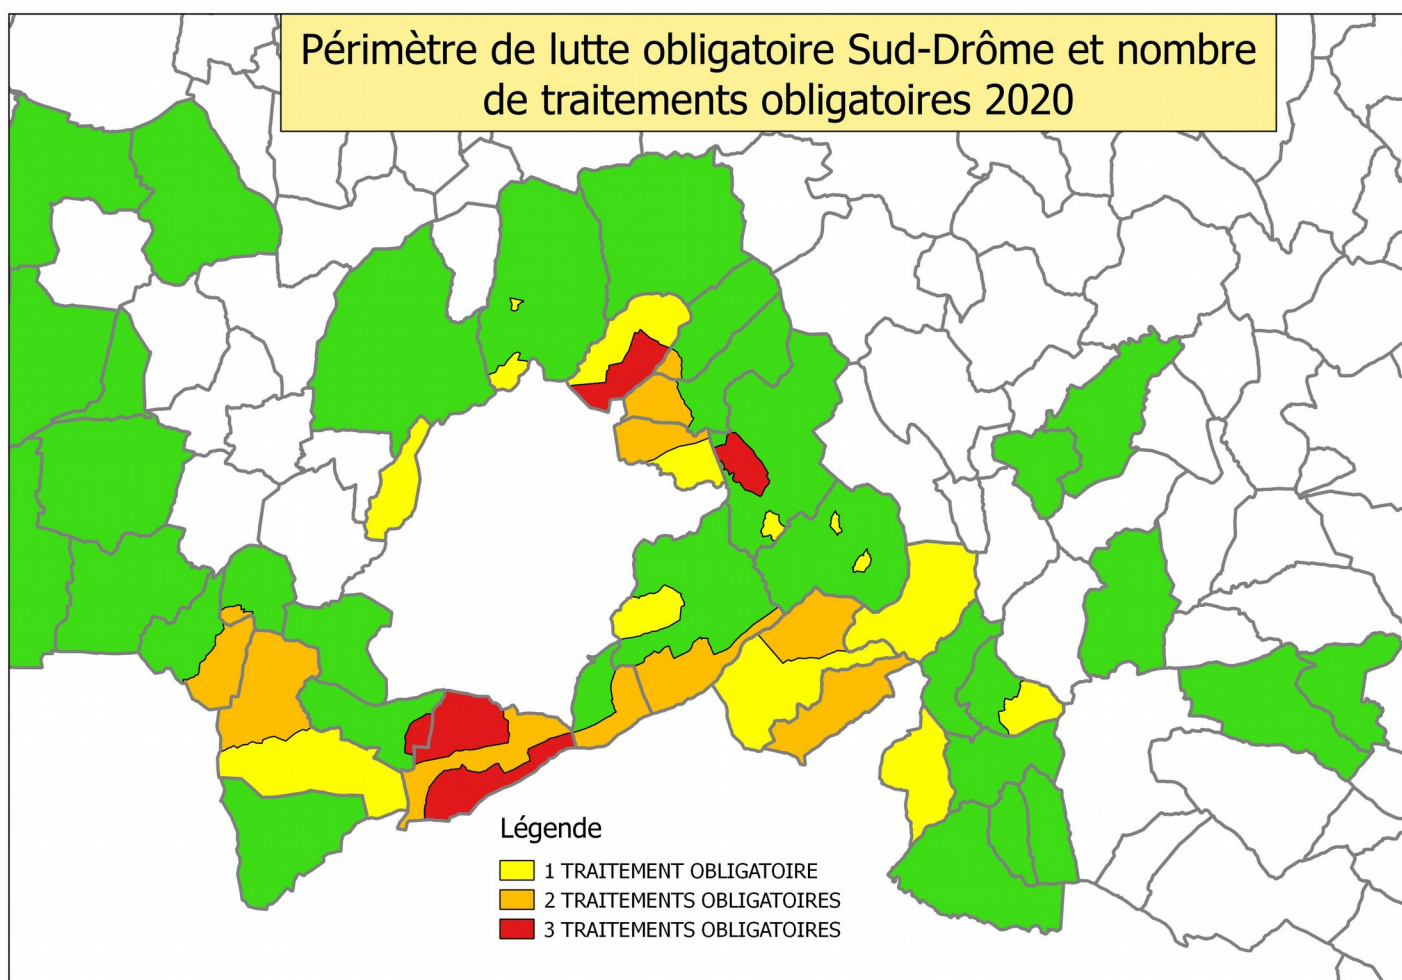 Périmètre de lutte obligatoire Sud-Drôme et nombre
de traitements obligatoires 2020
Légende
1 TRAITEMENT OBLIGATOIRE
2 TRAITEMENTS OBLIGATOIRES
3 TRAITEMENTS OBLIGATOIRES